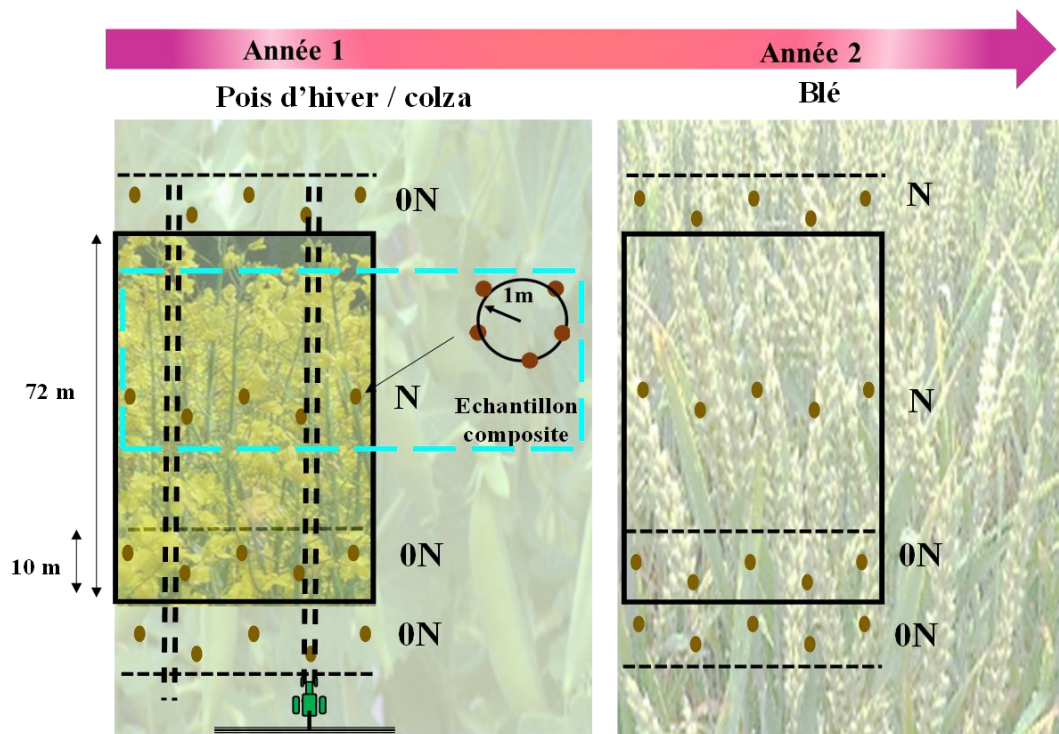 Année 1
Année 2
Pois d’hiver / colza
Blé
0N
N
1m
72 m
N
Echantillon
composite
N
10 m
0N
0N
0N
0N